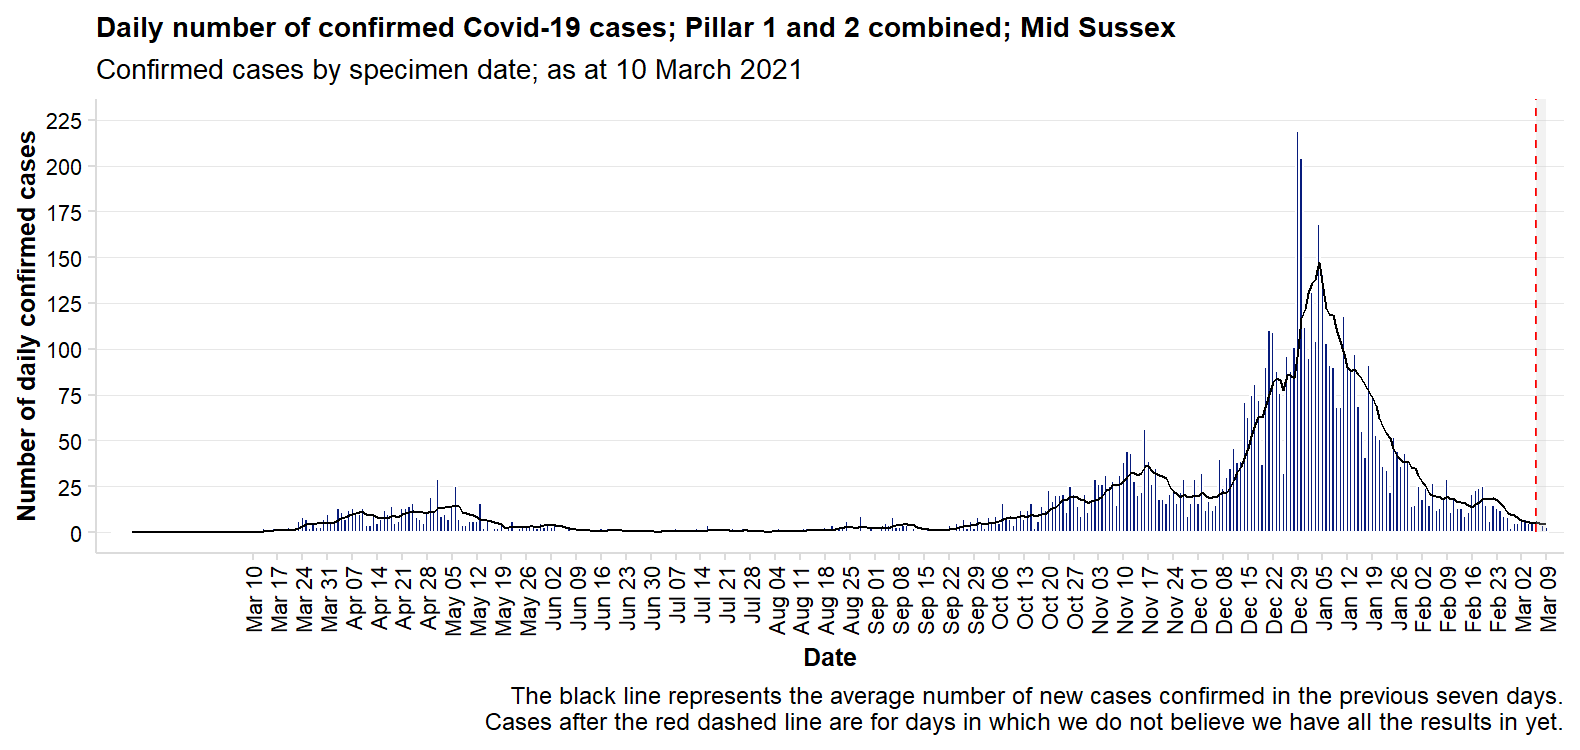 Daily number of confirmed Covid-19 cases; Pillar 1 and 2 combined; Mid Sussex
Confirmed cases by specimen date; as at 10 March 2021
Number of daily confirmed cases
225
200
175
150
125
100
75
50
25
0
Mar 10
Mar 17
Mar 24
Mar 31
Apr 07
Apr 14
Apr 21
Apr 28
May 05
May 12
May 19
May 26
Jun 02
Jun 09
Jun 16
Jun 23
Jun 30
Jul 07
Jul 14
Jul 21
Jul 28
Aug 04
Aug 11
Aug 18
Aug 25
Sep 01
Sep 08
Sep 15
Sep 22
Sep 29
Oct 06
Oct 13
Oct 20
Oct 27
Nov 03
Nov 10
Nov 17
Nov 24
Dec 01
Dec 08
Dec 15
Dec 22
Dec 29
Jan 05
Jan 12
Jan 19
Jan 26
Feb 02
Feb 09
Feb 16
Feb 23
Mar 02
Mar 09
Date
The black line represents the average number of new cases confirmed in the previous seven days.
Cases after the red dashed line are for days in which we do not believe we have all the results in yet.